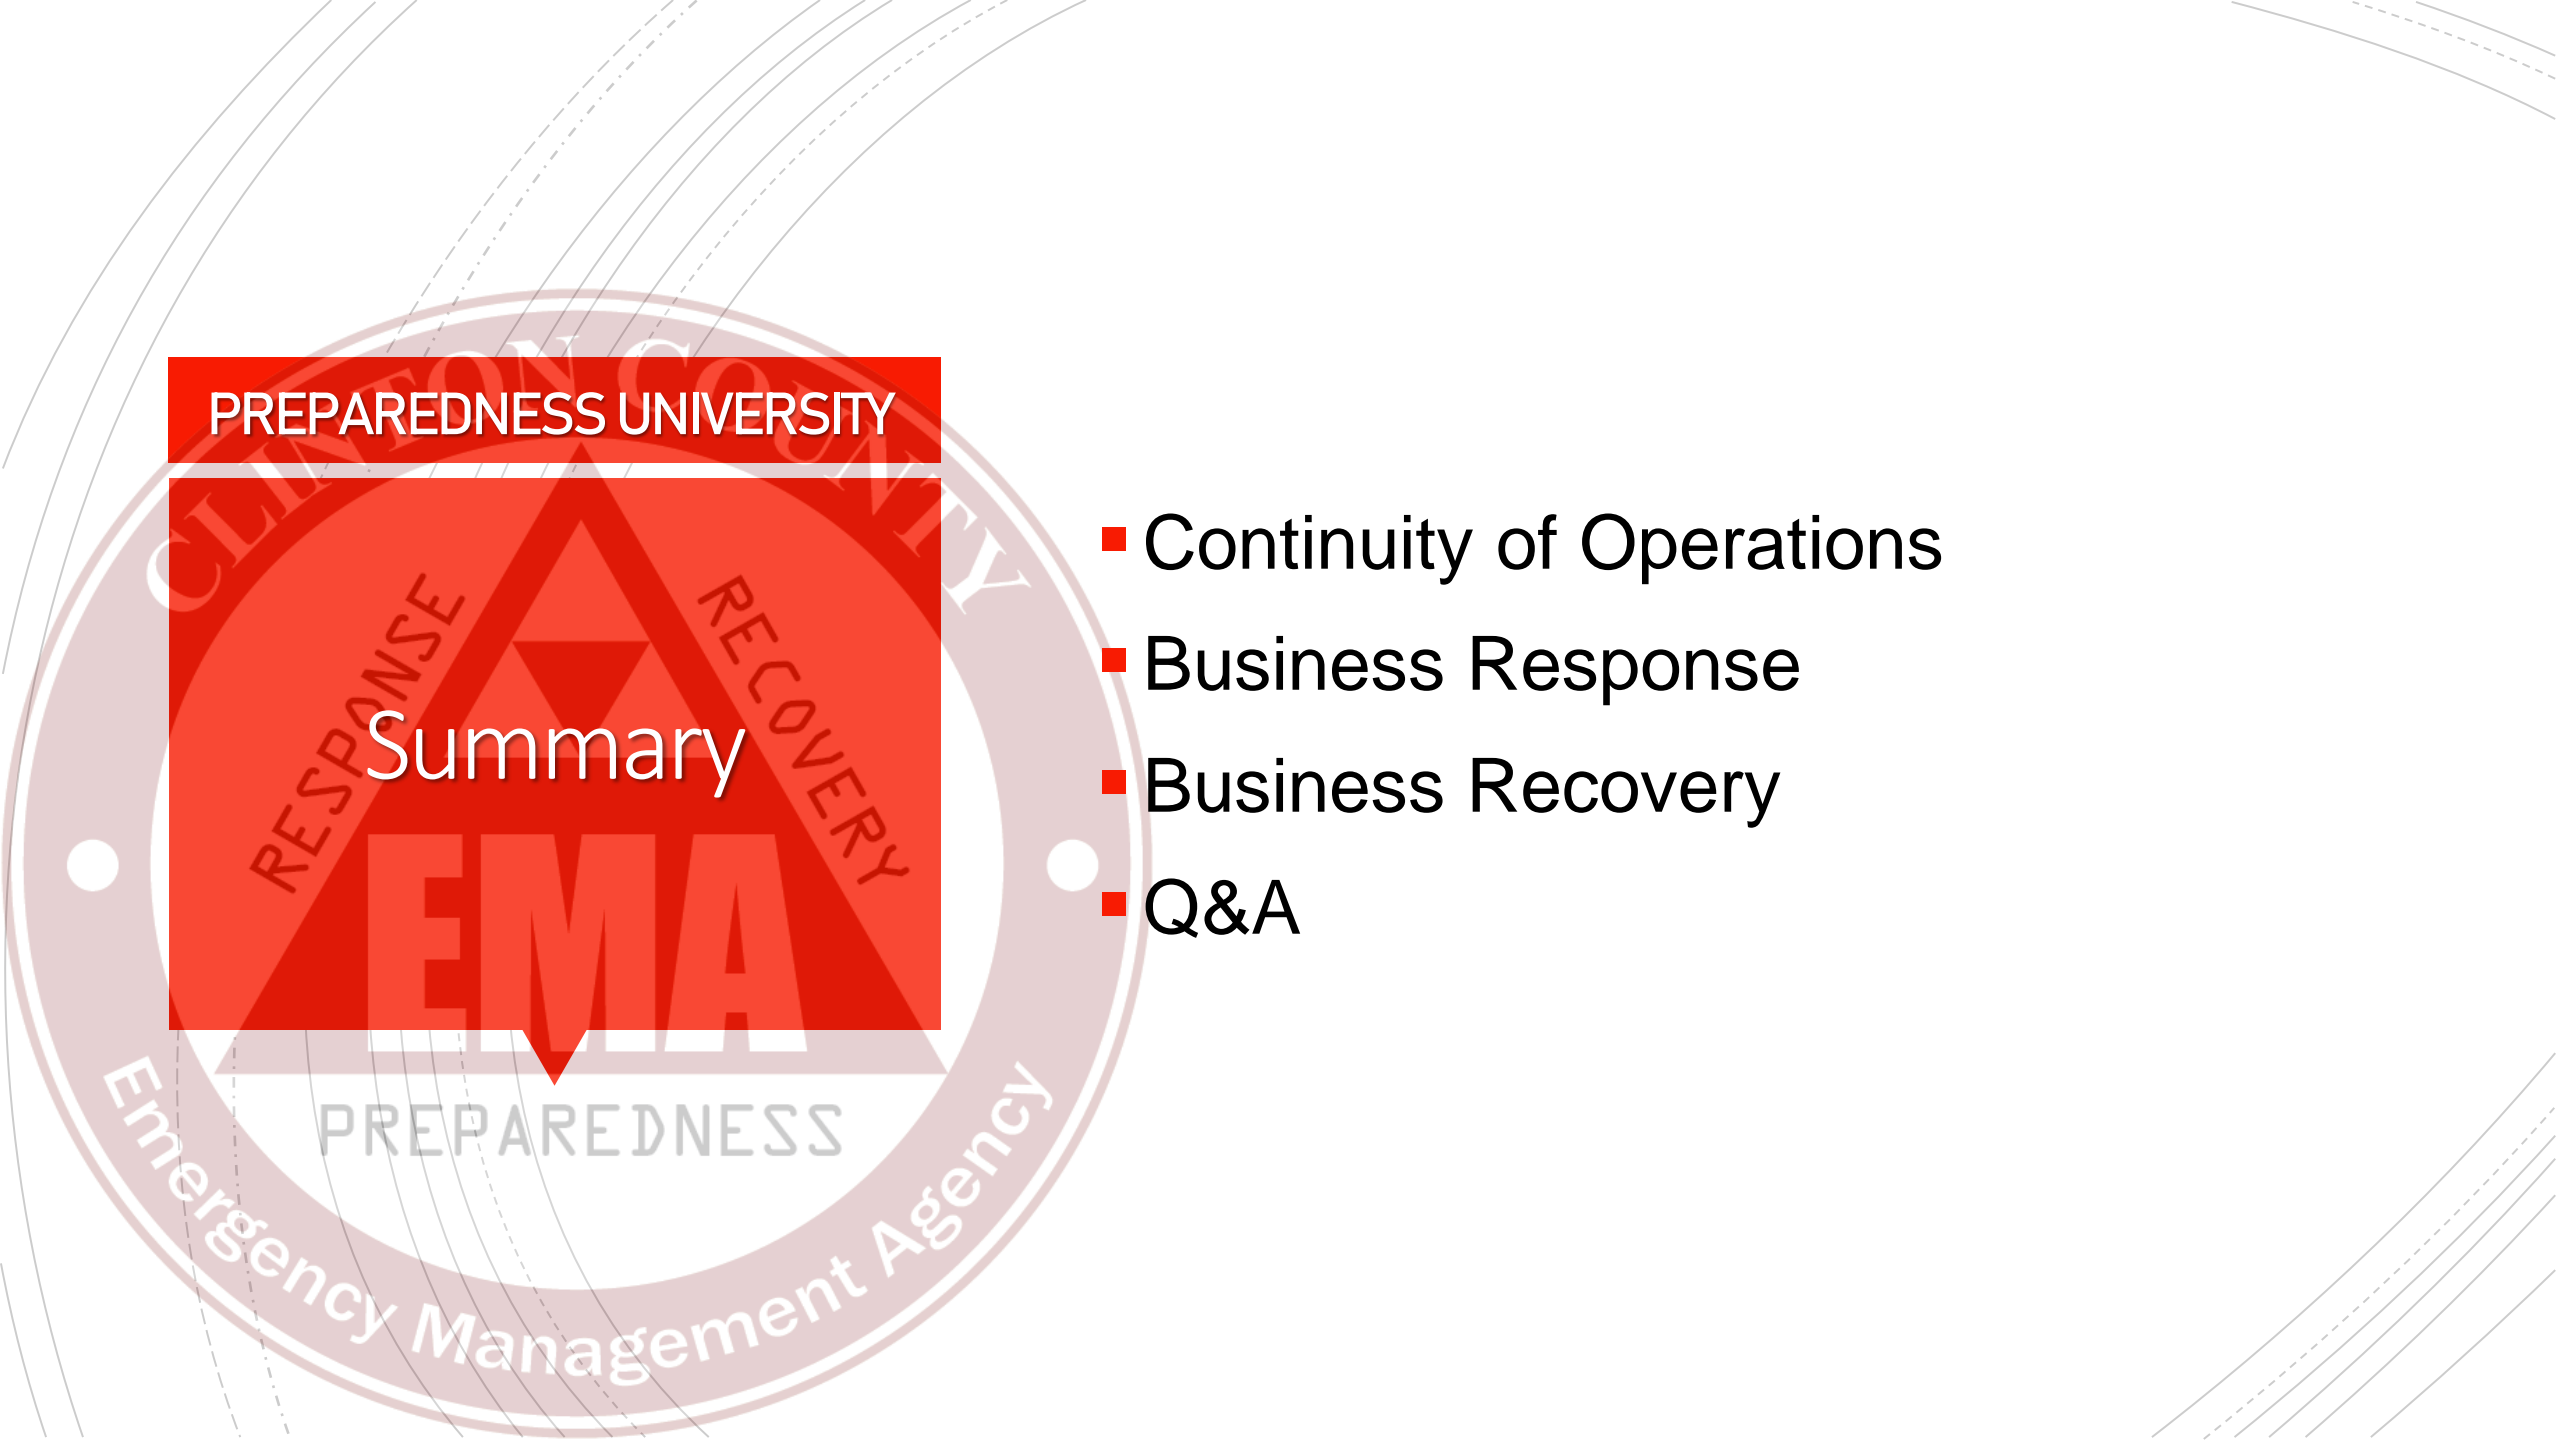 PREPAREDNESS UNIVERSITY
Summary
CLINTON COUNTY
RESPONSE
RECOVERY
EMA
PREPAREDNESS
Emergency Management Agency
Continuity of Operations
Business Response
Business Recovery
Q&A